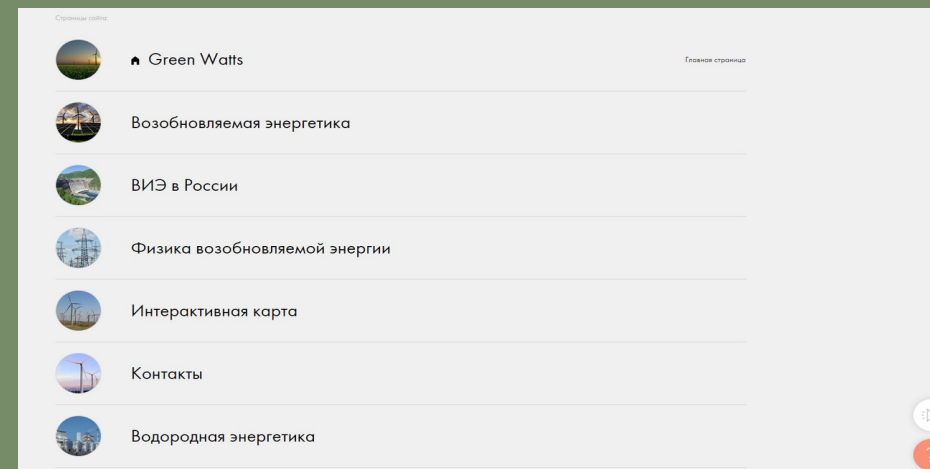 Страницы сайта:
Green Watts
Главная страница
Возобновляемая энергетика
ВИЭ в России
Физика возобновляемой энергии
Интерактивная карта
Контакты
Водородная энергетика